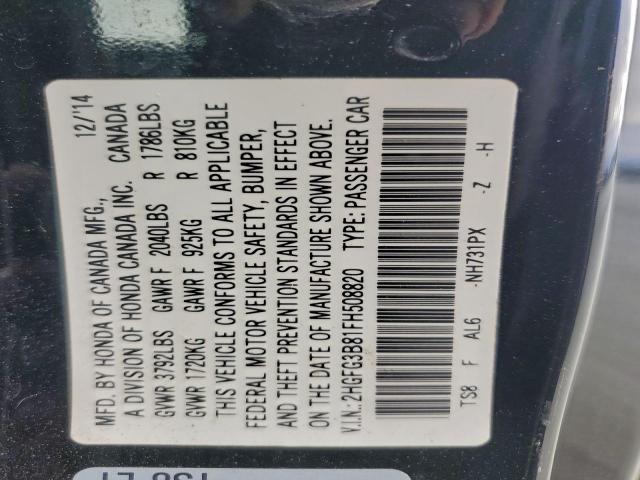 MFD. BY HONDA OF CANADA MFG., 12/'14
A DIVISION OF HONDA CANADA INC. CANADA
GVWR 3792LBS GAWR F 2040LBS R 1786LBS
GVWR 1720KG GAWR F 925KG R 810KG
THIS VEHICLE CONFORMS TO ALL APPLICABLE
FEDERAL MOTOR VEHICLE SAFETY, BUMPER,
AND THEFT PREVENTION STANDARDS IN EFFECT
ON THE DATE OF MANUFACTURE SHOWN ABOVE.
V.I.N.: 2HGFG3B81FH508820 TYPE: PASSENGER CAR
TS8 F AL6 -NH731PX -Z -H